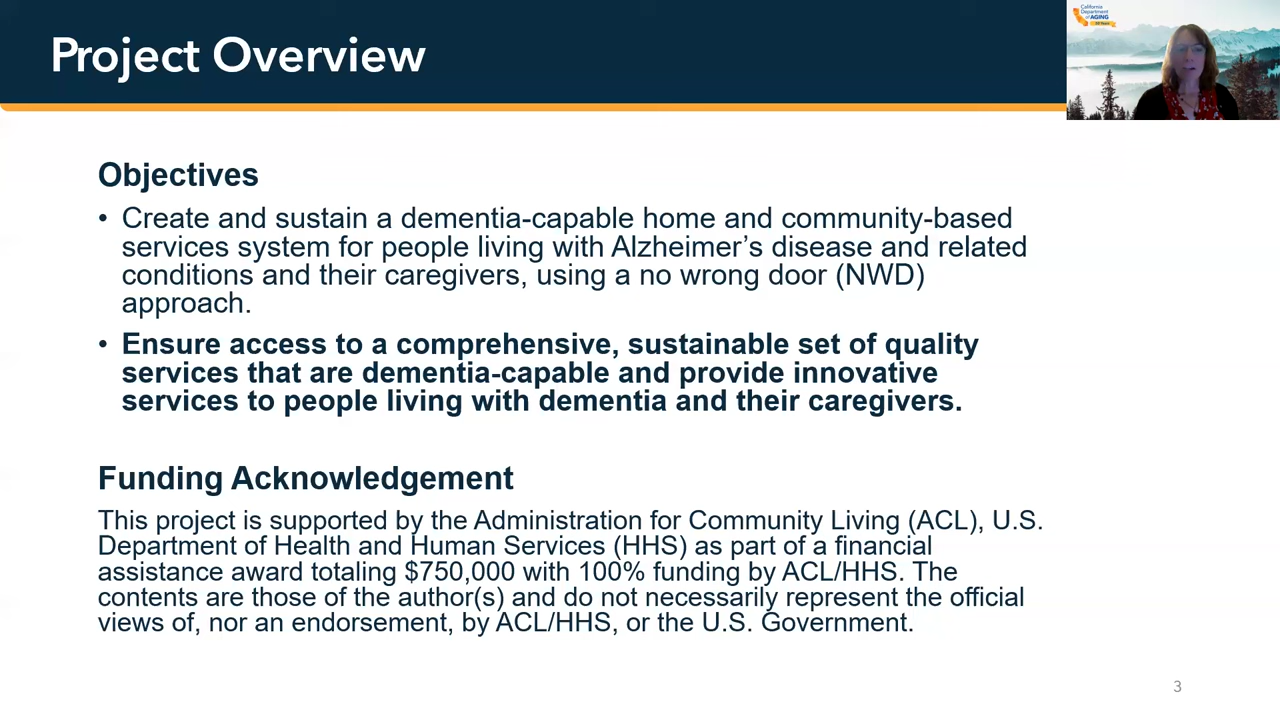 Project Overview
California
Department
of AGING
Objectives
• Create and sustain a dementia-capable home and community-based
services system for people living with Alzheimer’s disease and related
conditions and their caregivers, using a no wrong door (NWD)
approach.
• Ensure access to a comprehensive, sustainable set of quality
services that are dementia-capable and provide innovative
services to people living with dementia and their caregivers.
Funding Acknowledgement
This project is supported by the Administration for Community Living (ACL), U.S.
Department of Health and Human Services (HHS) as part of a financial
assistance award totaling $750,000 with 100% funding by ACL/HHS. The
contents are those of the author(s) and do not necessarily represent the official
views of, nor an endorsement, by ACL/HHS, or the U.S. Government.
3